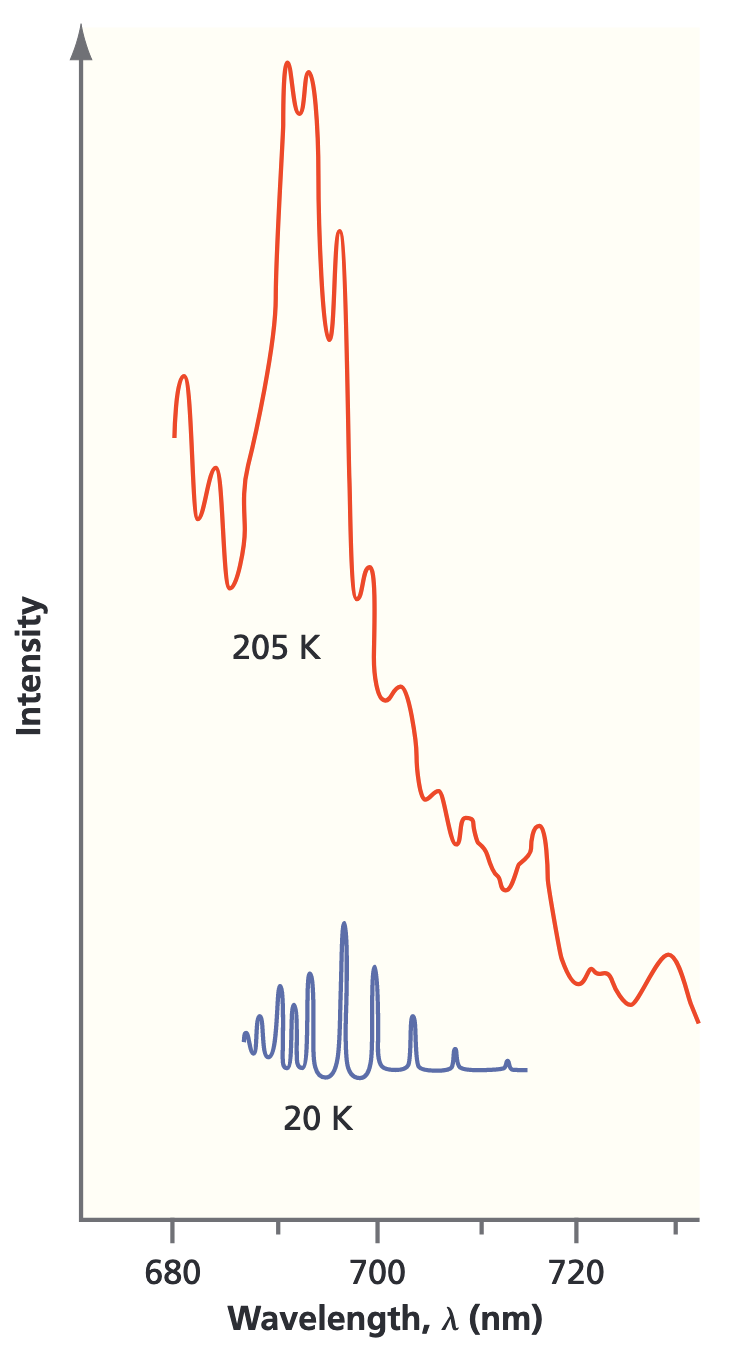 Intensity
205 K
20 K
680 700 720
Wavelength, λ (nm)